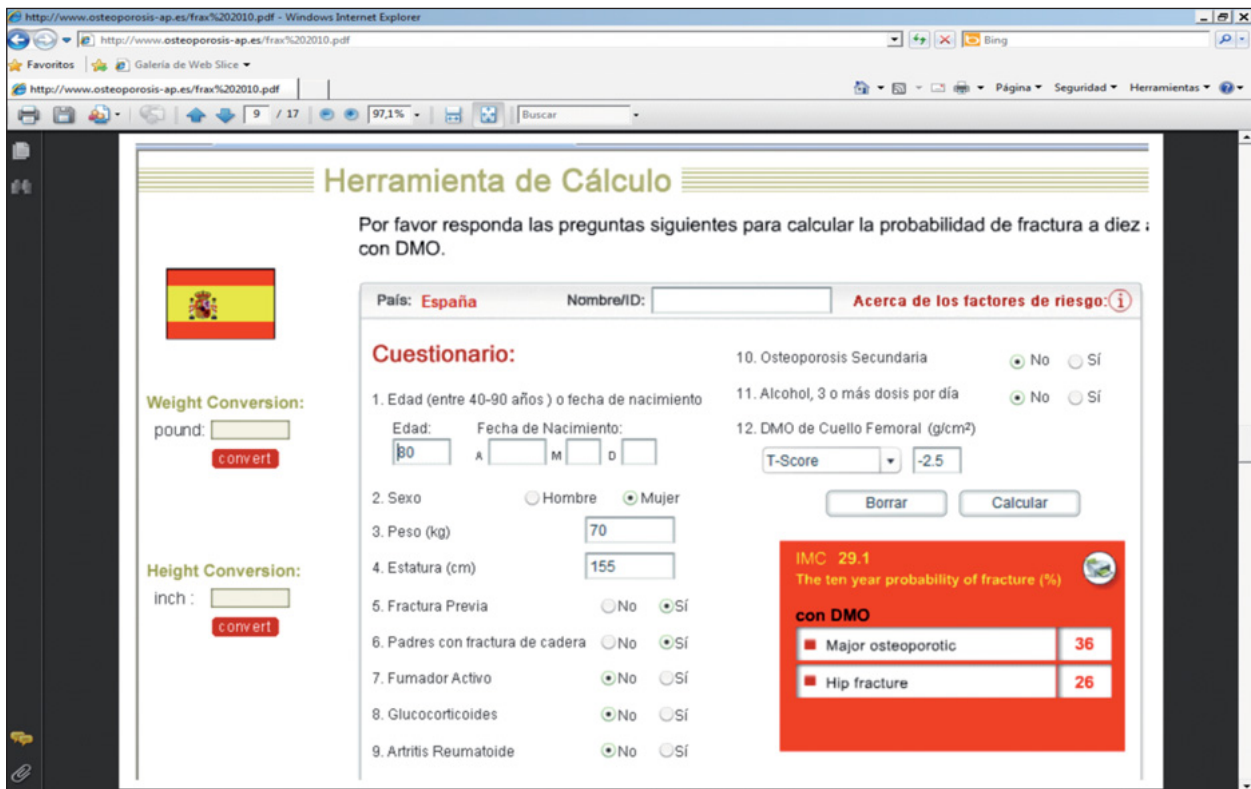 http://www.osteoporosis-ap.es/frax%202010.pdf - Windows Internet Explorer
http://www.osteoporosis-ap.es/frax%202010.pdf
Bing
Favoritos
Galería de Web Slice
http://www.osteoporosis-ap.es/frax%202010.pdf
Página
Seguridad
Herramientas
9 / 17
97,1%
Buscar
Herramienta de Cálculo
Por favor responda las preguntas siguientes para calcular la probabilidad de fractura a diez
con DMO.
País: España
Nombre/ID:
Acerca de los factores de riesgo: i
Weight Conversion:
pound:
convert
Height Conversion:
inch :
convert
Cuestionario:
1. Edad (entre 40-90 años ) o fecha de nacimiento
Edad: Fecha de Nacimiento:
80 A M D
2. Sexo Hombre Mujer
3. Peso (kg) 70
4. Estatura (cm) 155
5. Fractura Previa No Sí
6. Padres con fractura de cadera No Sí
7. Fumador Activo No Sí
8. Glucocorticoides No Sí
9. Artritis Reumatoide No Sí
10. Osteoporosis Secundaria No Sí
11. Alcohol, 3 o más dosis por día No Sí
12. DMO de Cuello Femoral (g/cm²)
T-Score -2.5
Borrar Calcular
IMC 29.1
The ten year probability of fracture (%)
con DMO
Major osteoporotic 36
Hip fracture 26